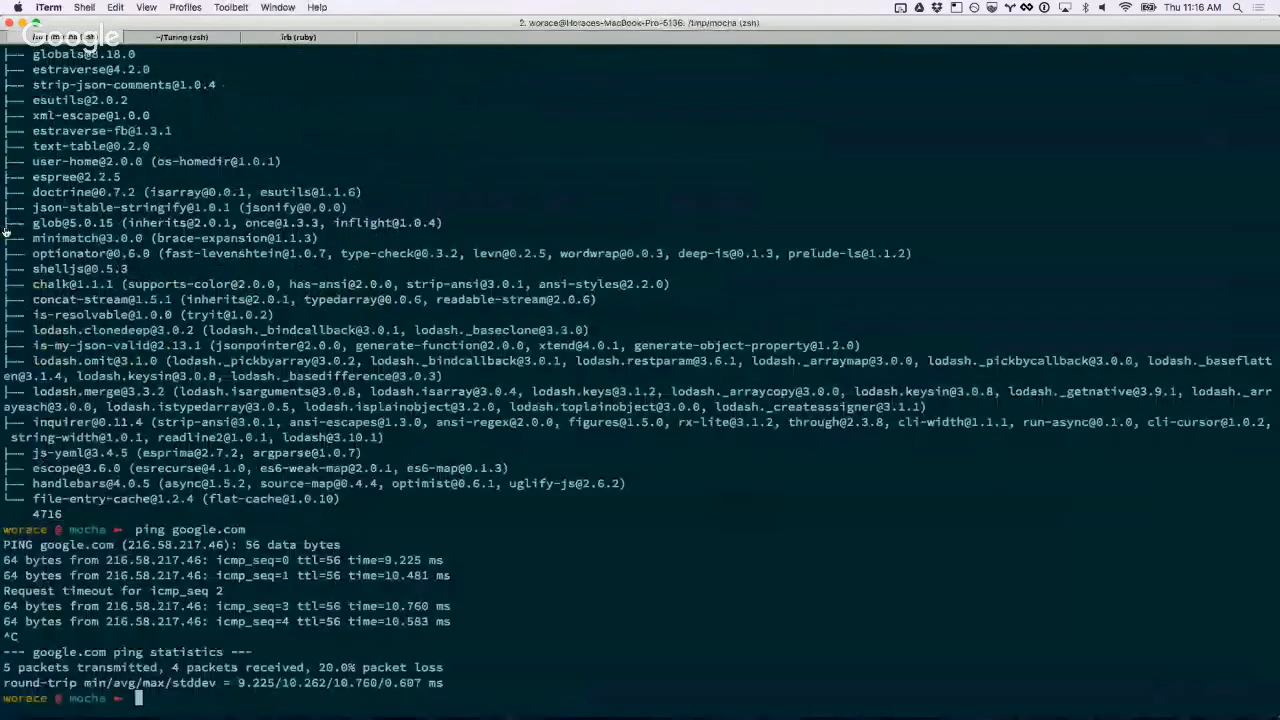 iTerm Shell Edit View Profiles Toolbelt Window Help Thu 11:16 AM
2. worace@Horaces-MacBook-Pro-5136: /tmp/mocha (zsh)
Google
~/Turing (zsh) irb (ruby)
├── globals@8.18.0
├── estraverse@4.2.0
├── strip-json-comments@1.0.4
├── esutils@2.0.2
├── xml-escape@1.0.0
├── estraverse-fb@1.3.1
├── text-table@0.2.0
├── user-home@2.0.0 (os-homedir@1.0.1)
├── espree@2.2.5
├── doctrine@0.7.2 (isarray@0.0.1, esutils@1.1.6)
├── json-stable-stringify@1.0.1 (jsonify@0.0.0)
├── glob@5.0.15 (inherits@2.0.1, once@1.3.3, inflight@1.0.4)
├── minimatch@3.0.0 (brace-expansion@1.1.3)
├── optionator@0.6.0 (fast-levenshtein@1.0.7, type-check@0.3.2, levn@0.2.5, wordwrap@0.0.3, deep-is@0.1.3, prelude-ls@1.1.2)
├── shelljs@0.5.3
├── chalk@1.1.1 (supports-color@2.0.0, has-ansi@2.0.0, strip-ansi@3.0.1, ansi-styles@2.2.0)
├── concat-stream@1.5.1 (inherits@2.0.1, typedarray@0.0.6, readable-stream@2.0.6)
├── is-resolvable@1.0.0 (tryit@1.0.2)
├── lodash.clonedeep@3.0.2 (lodash._bindcallback@3.0.1, lodash._baseclone@3.3.0)
├── is-my-json-valid@2.13.1 (jsonpointer@2.0.0, generate-function@2.0.0, xtend@4.0.1, generate-object-property@1.2.0)
├── lodash.omit@3.1.0 (lodash._pickbyarray@3.0.2, lodash._bindcallback@3.0.1, lodash.restparam@3.6.1, lodash._arraymap@3.0.0, lodash._pickbycallback@3.0.0, lodash._baseflatt
en@3.1.4, lodash.keysin@3.0.8, lodash._basedifference@3.0.3)
├── lodash.merge@3.3.2 (lodash.isarguments@3.0.8, lodash.isarray@3.0.4, lodash.keys@3.1.2, lodash._arraycopy@3.0.0, lodash.keysin@3.0.8, lodash._getnative@3.9.1, lodash._arr
ayeach@3.0.0, lodash.istypedarray@3.0.5, lodash.isplainobject@3.2.0, lodash.toplainobject@3.0.0, lodash._createassigner@3.1.1)
├── inquirer@0.11.4 (strip-ansi@3.0.1, ansi-escapes@1.3.0, ansi-regex@2.0.0, figures@1.5.0, rx-lite@3.1.2, through@2.3.8, cli-width@1.1.1, run-async@0.1.0, cli-cursor@1.0.2,
string-width@1.0.1, readline2@1.0.1, lodash@3.10.1)
├── js-yaml@3.4.5 (esprima@2.7.2, argparse@1.0.7)
├── escope@3.6.0 (esrecurse@4.1.0, es6-weak-map@2.0.1, es6-map@0.1.3)
├── handlebars@4.0.5 (async@1.5.2, source-map@0.4.4, optimist@0.6.1, uglify-js@2.6.2)
└── file-entry-cache@1.2.4 (flat-cache@1.0.10)
4716
worace @ mocha ➸ ping google.com
PING google.com (216.58.217.46): 56 data bytes
64 bytes from 216.58.217.46: icmp_seq=0 ttl=56 time=9.225 ms
64 bytes from 216.58.217.46: icmp_seq=1 ttl=56 time=10.481 ms
Request timeout for icmp_seq 2
64 bytes from 216.58.217.46: icmp_seq=3 ttl=56 time=10.760 ms
64 bytes from 216.58.217.46: icmp_seq=4 ttl=56 time=10.583 ms
^C
--- google.com ping statistics ---
5 packets transmitted, 4 packets received, 20.0% packet loss
round-trip min/avg/max/stddev = 9.225/10.262/10.760/0.607 ms
worace @ mocha ➸